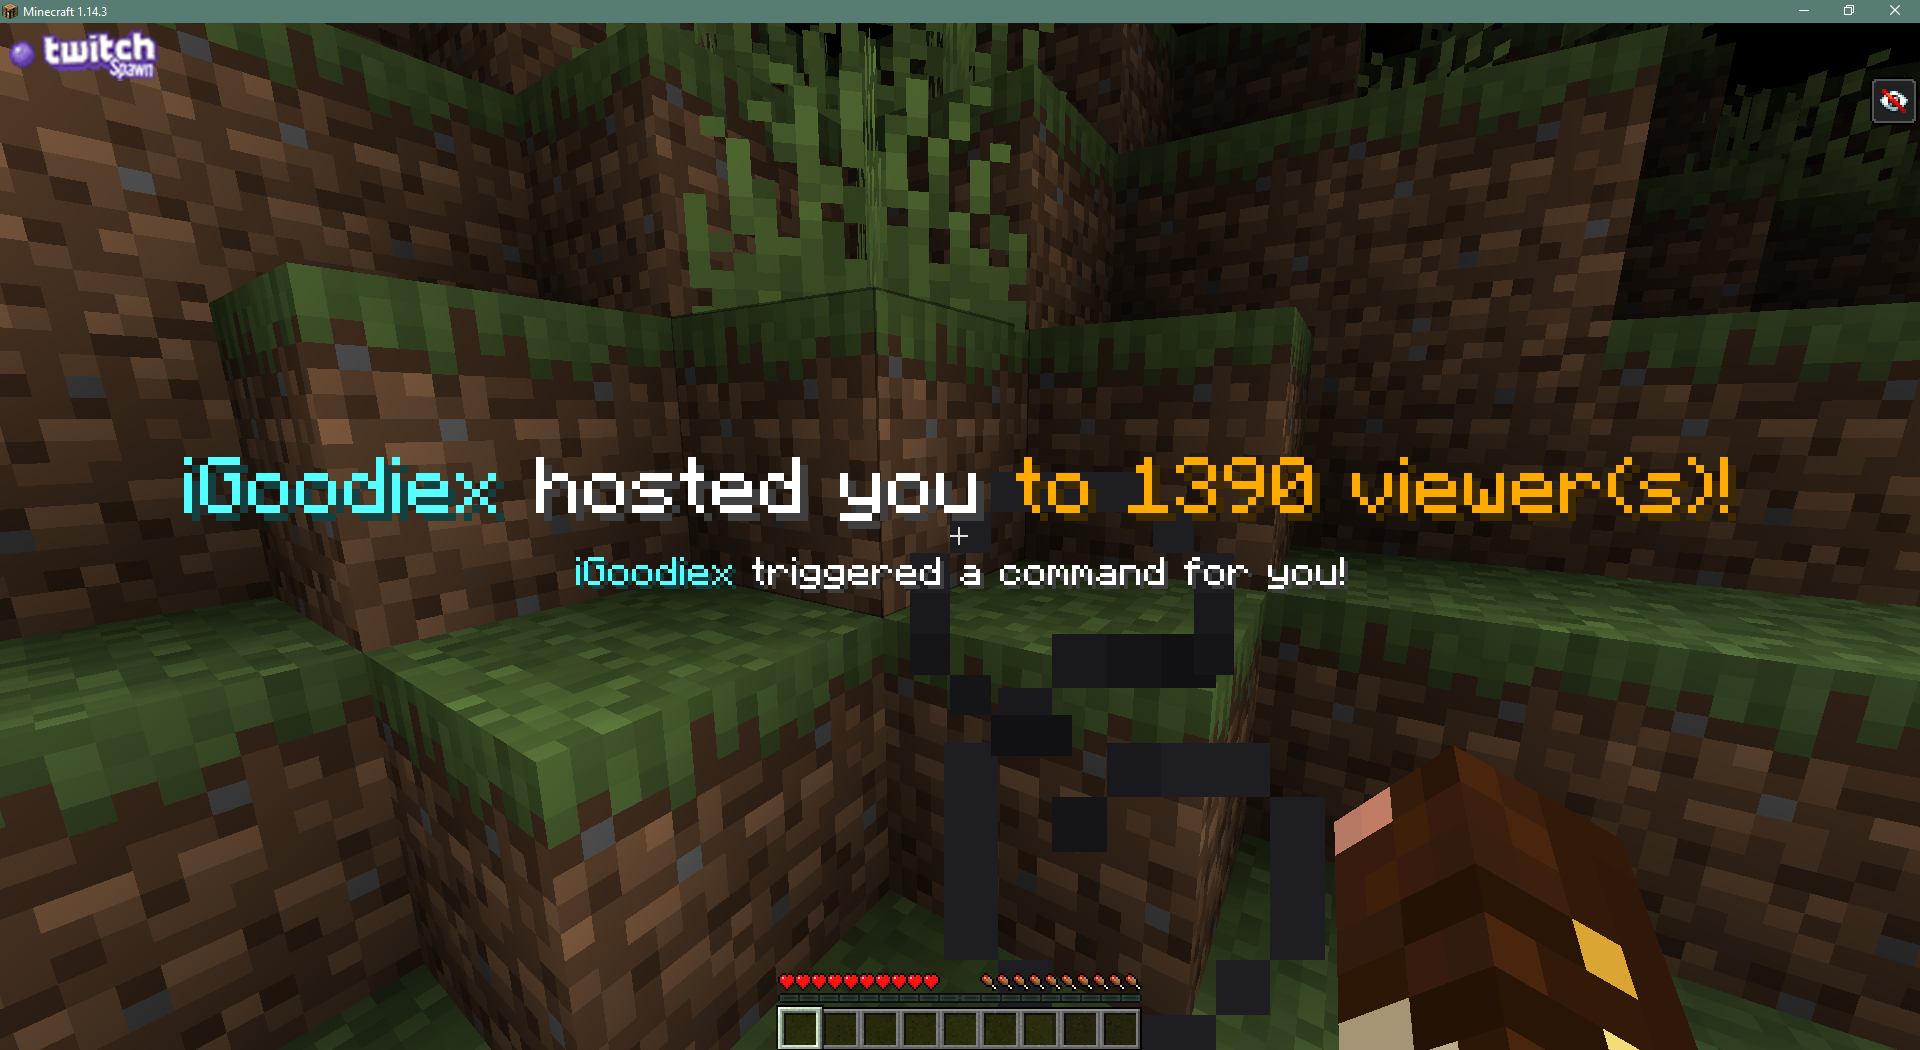 Minecraft 1.14.3
twitch
Spawn
iGoodiex hosted you to 1390 viewer(s)!
iGoodiex triggered a command for you!